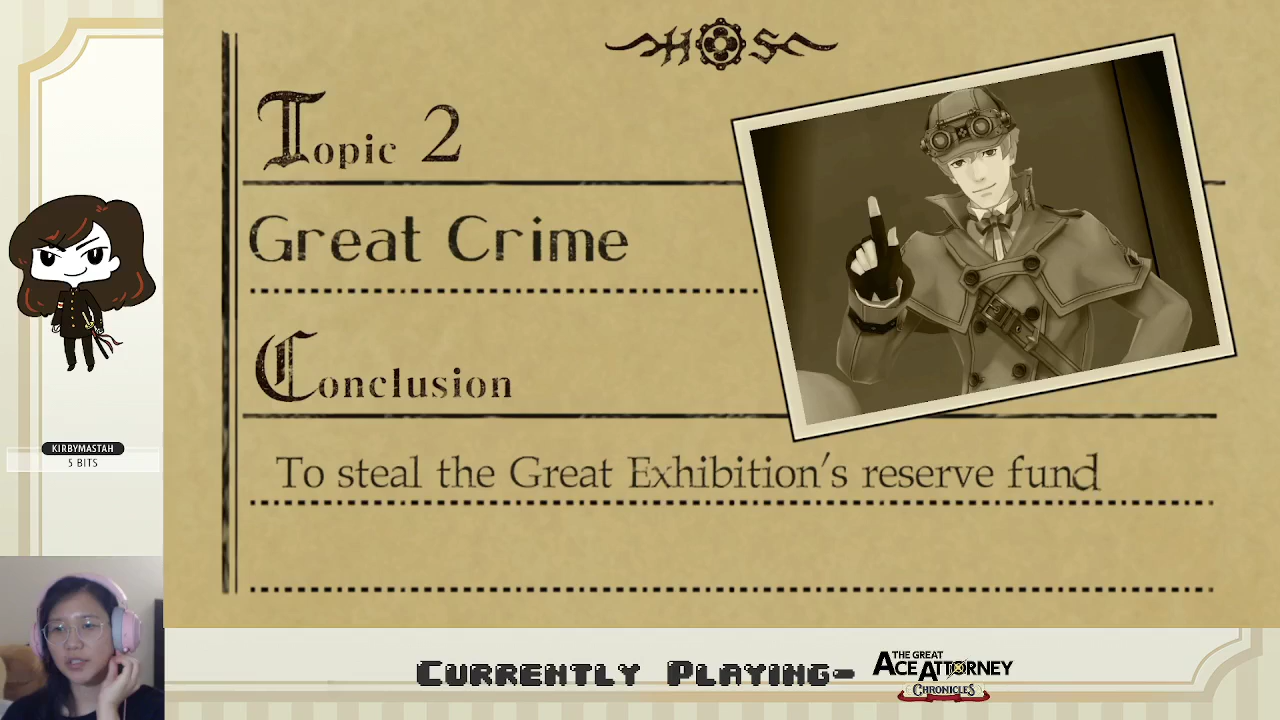 HOS
Topic 2
Great Crime
Conclusion
To steal the Great Exhibition's reserve fund
KIRBYMASTAH
5 BITS
CURRENTLY PLAYING-
THE GREAT
ACE ATTORNEY
CHRONICLES